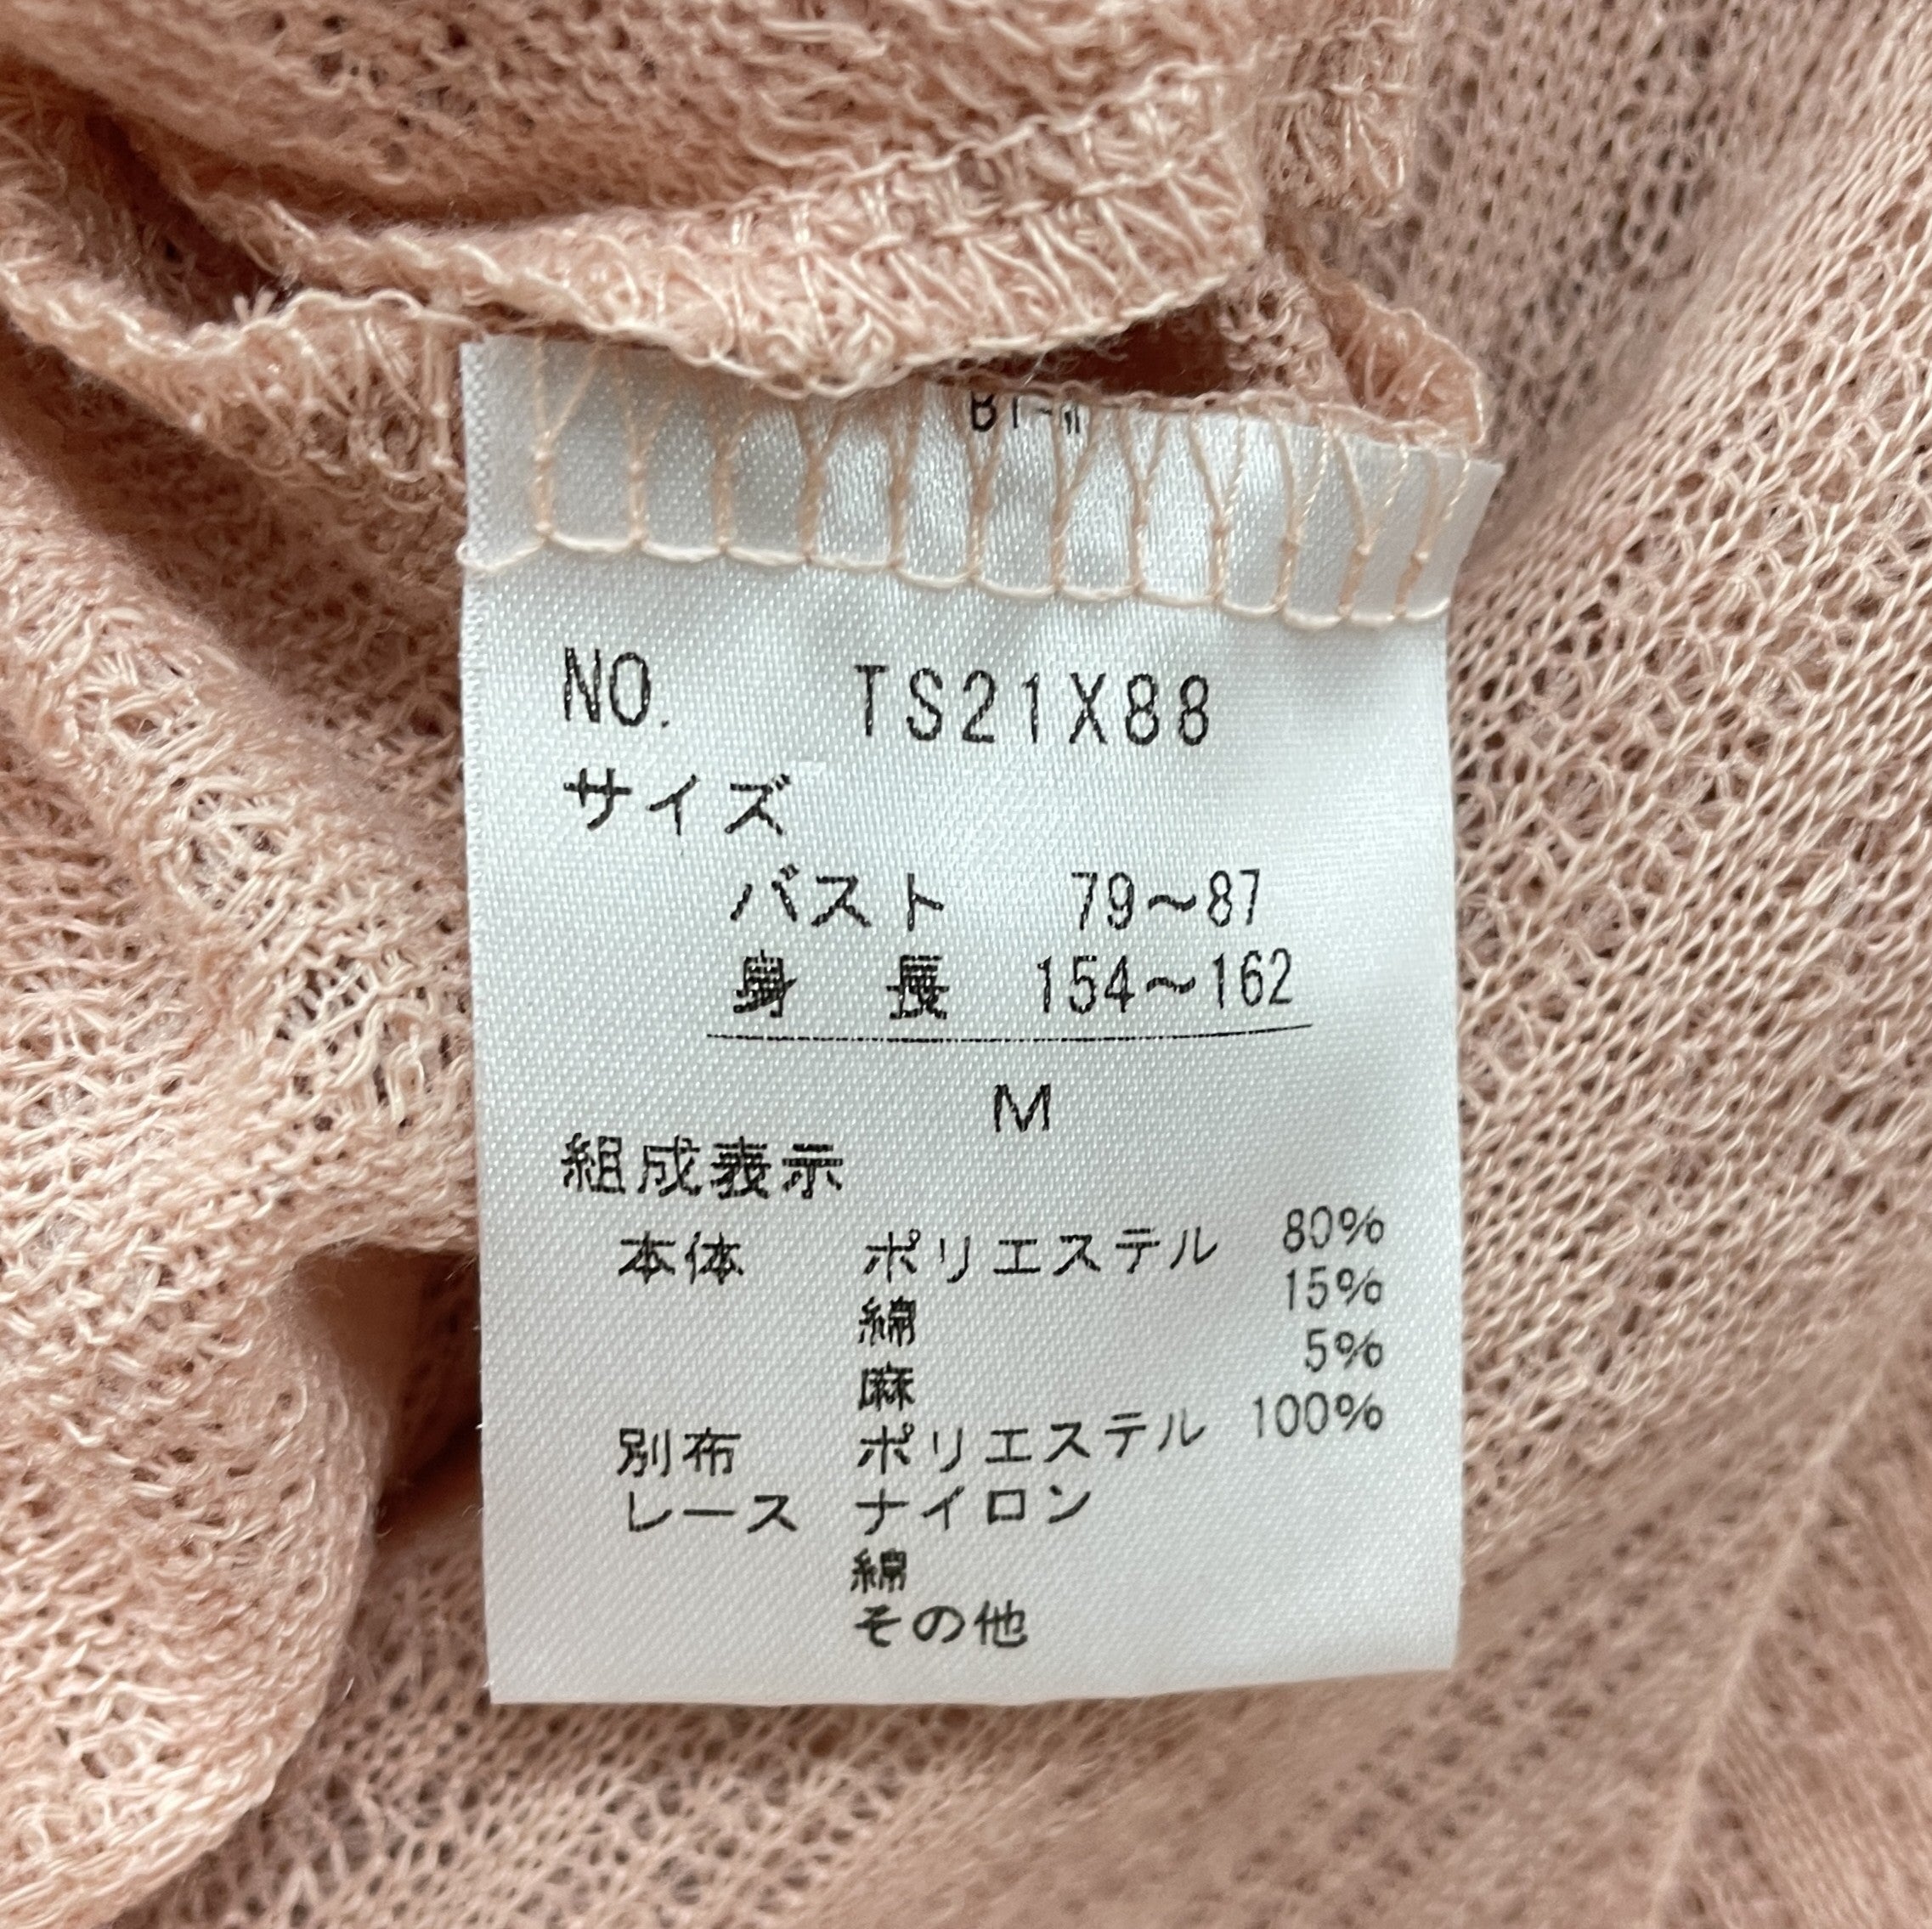 NO. TS21X88
サイズ
バスト 79～87
身長 154～162
M
組成表示
本体 ポリエステル 80%
綿 15%
麻 5%
別布 ポリエステル 100%
レース ナイロン
綿
その他